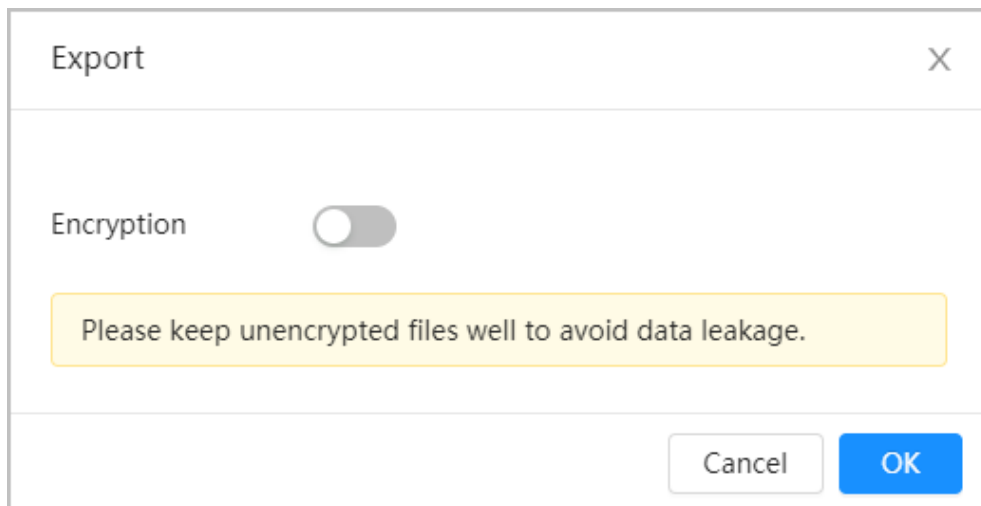 Export
Encryption
Please keep unencrypted files well to avoid data leakage.
Cancel OK